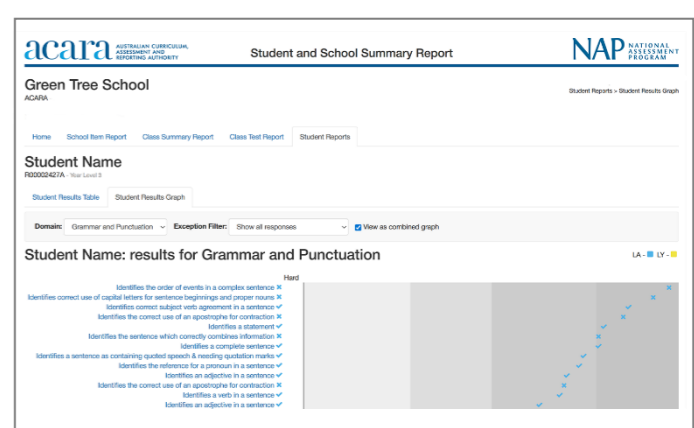 acara AUSTRALIAN CURRICULUM,
ASSESSMENT AND
REPORTING AUTHORITY
Student and School Summary Report
NAP NATIONAL
ASSESSMENT
PROGRAM
Green Tree School
ACARA
Student Reports > Student Results Graph
Home School Item Report Class Summary Report Class Test Report Student Reports
Student Name
R00002427A - Year Level 3
Student Results Table Student Results Graph
Domain: Grammar and Punctuation Exception Filter: Show all responses View as combined graph
Student Name: results for Grammar and Punctuation
LA - LY -
Hard
Identifies the order of events in a complex sentence ✖
Identifies correct use of capital letters for sentence beginnings and proper nouns ✖
Identifies correct subject verb agreement in a sentence ✔
Identifies the correct use of an apostrophe for contraction ✖
Identifies a statement ✔
Identifies the sentence which correctly combines information ✖
Identifies a complete sentence ✔
Identifies a sentence as containing quoted speech & needing quotation marks ✔
Identifies the reference for a pronoun in a sentence ✔
Identifies an adjective in a sentence ✔
Identifies the correct use of an apostrophe for contraction ✖
Identifies a verb in a sentence ✔
Identifies an adjective in a sentence ✔